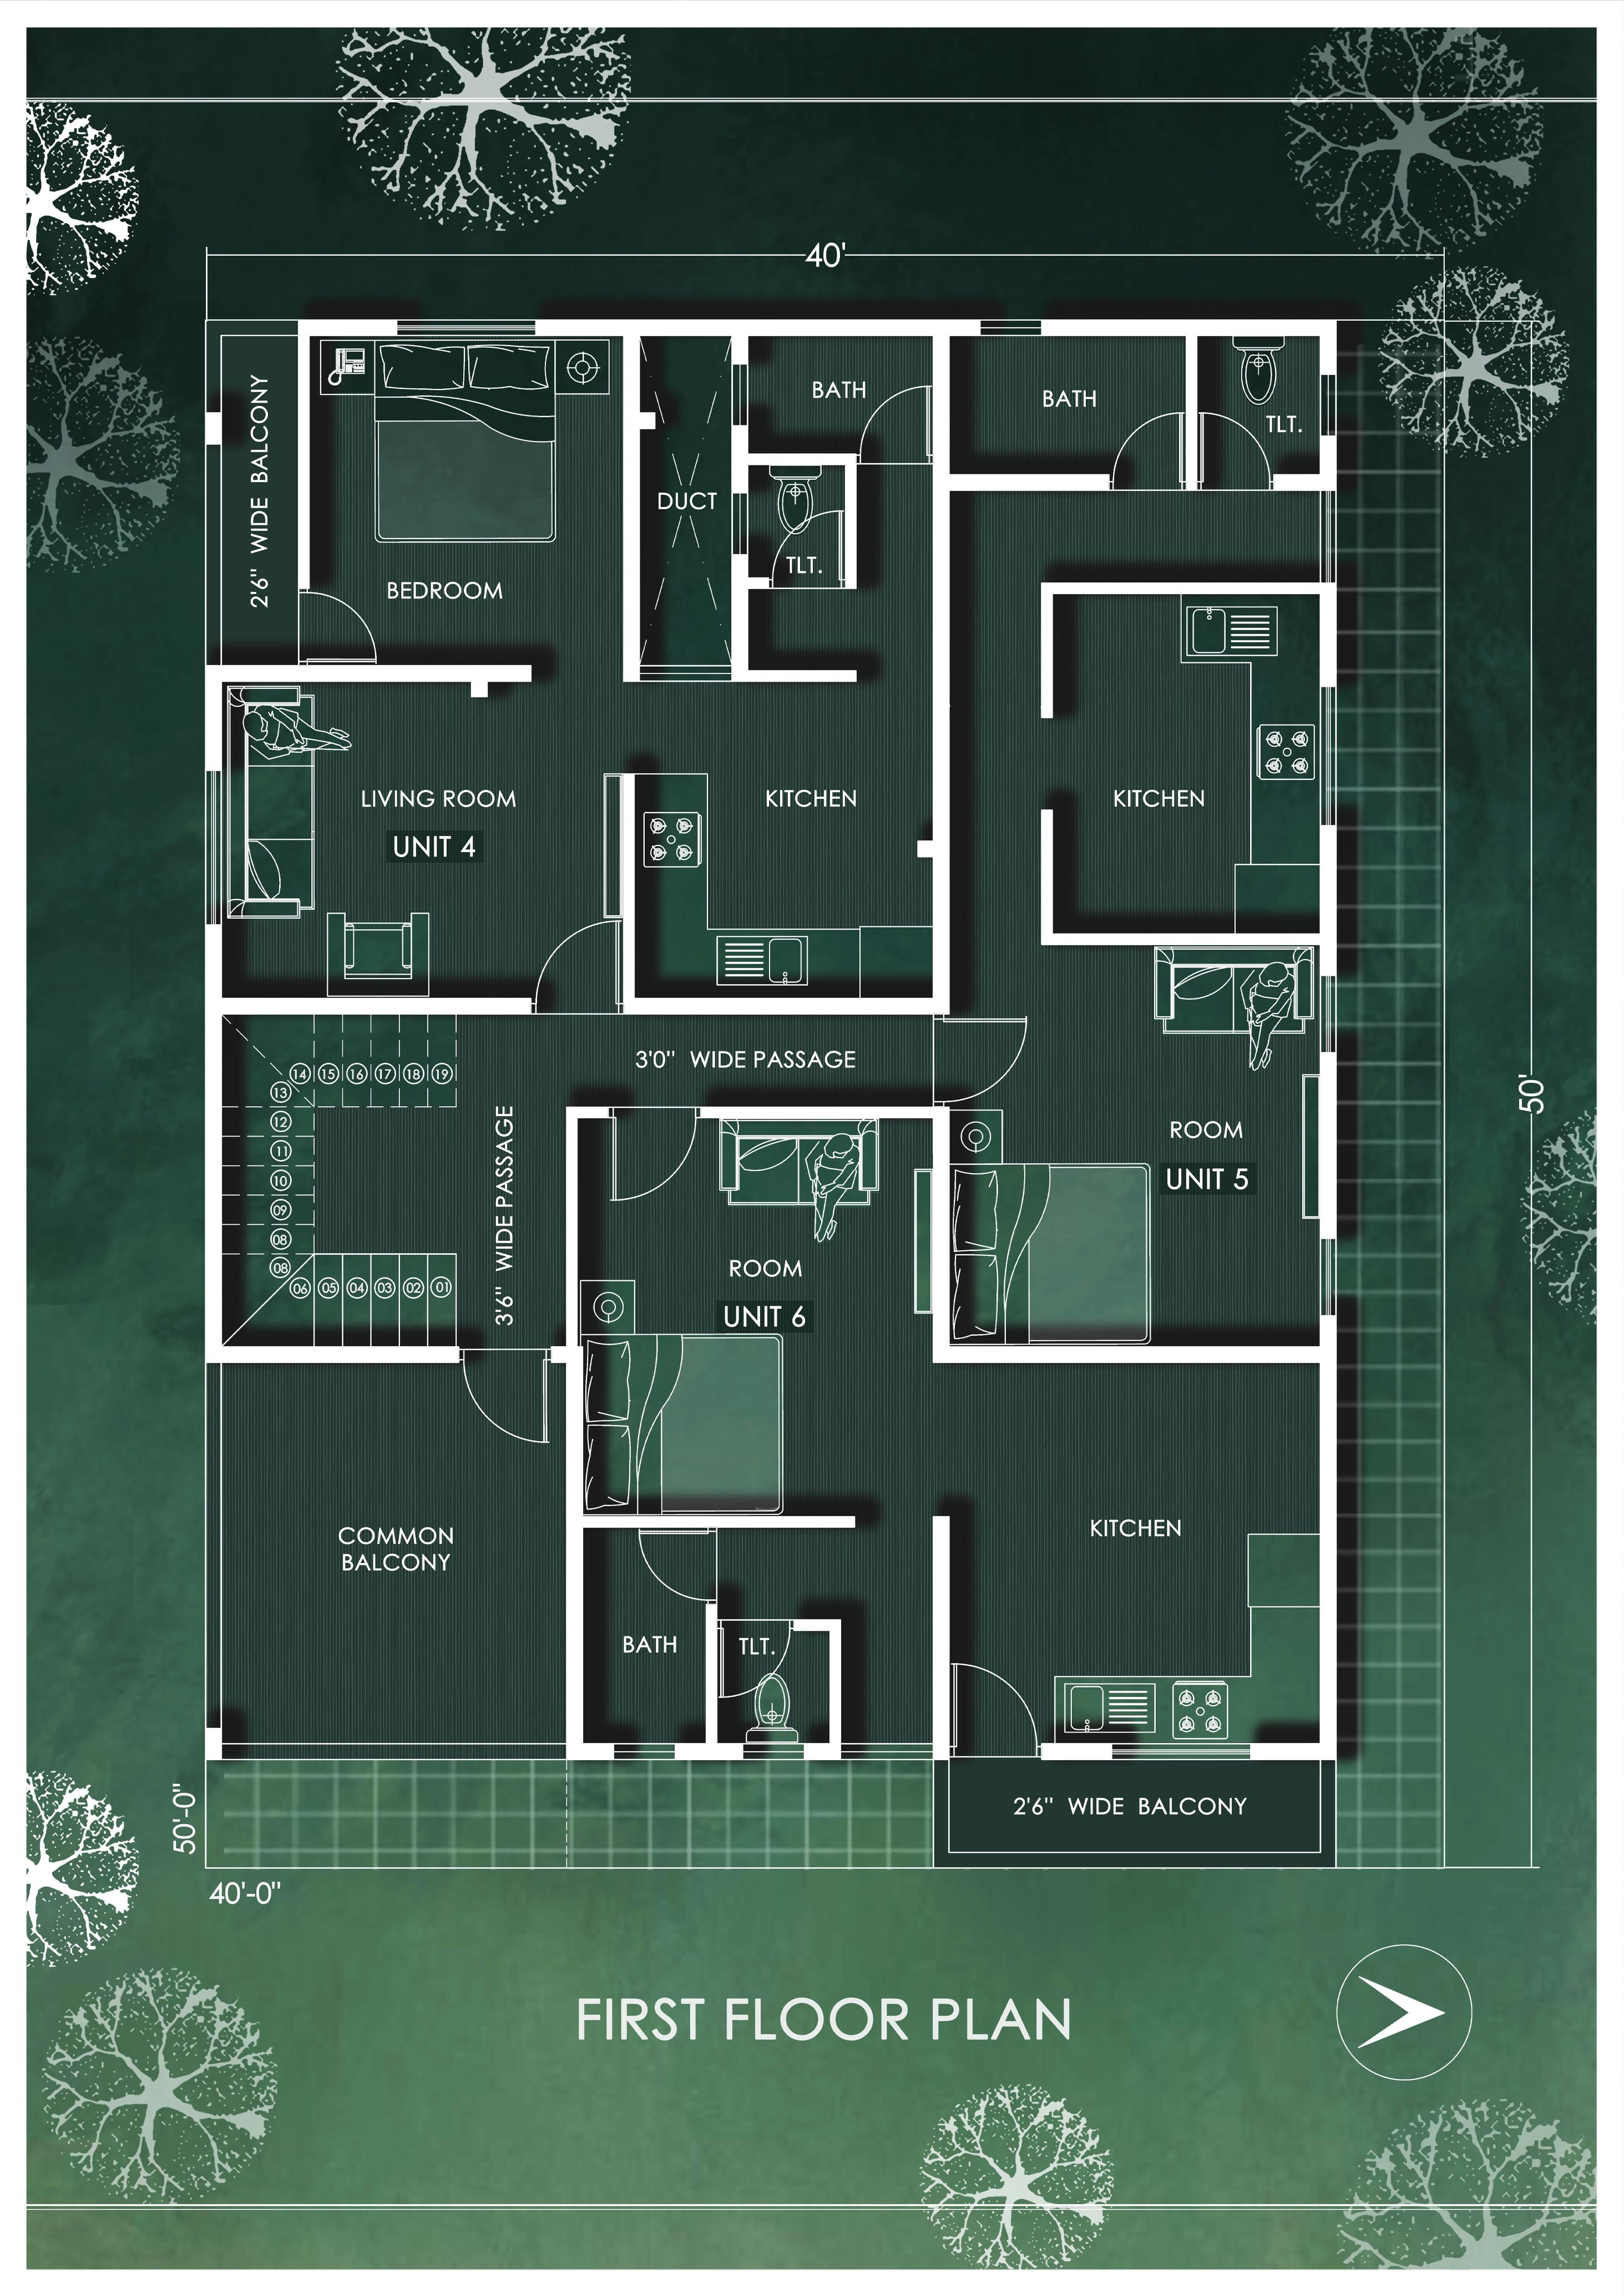 40'
2'6" WIDE BALCONY
BATH
BATH
TLT.
DUCT
TLT.
BEDROOM
LIVING ROOM
UNIT 4
KITCHEN
KITCHEN
3'0" WIDE PASSAGE
14 15 16 17 18 19
13
12
11
10
09
08
08
06 05 04 03 02 01
3'6" WIDE PASSAGE
50'
ROOM
UNIT 5
ROOM
UNIT 6
COMMON
BALCONY
KITCHEN
BATH
TLT.
2'6" WIDE BALCONY
50'-0"
40'-0"
FIRST FLOOR PLAN